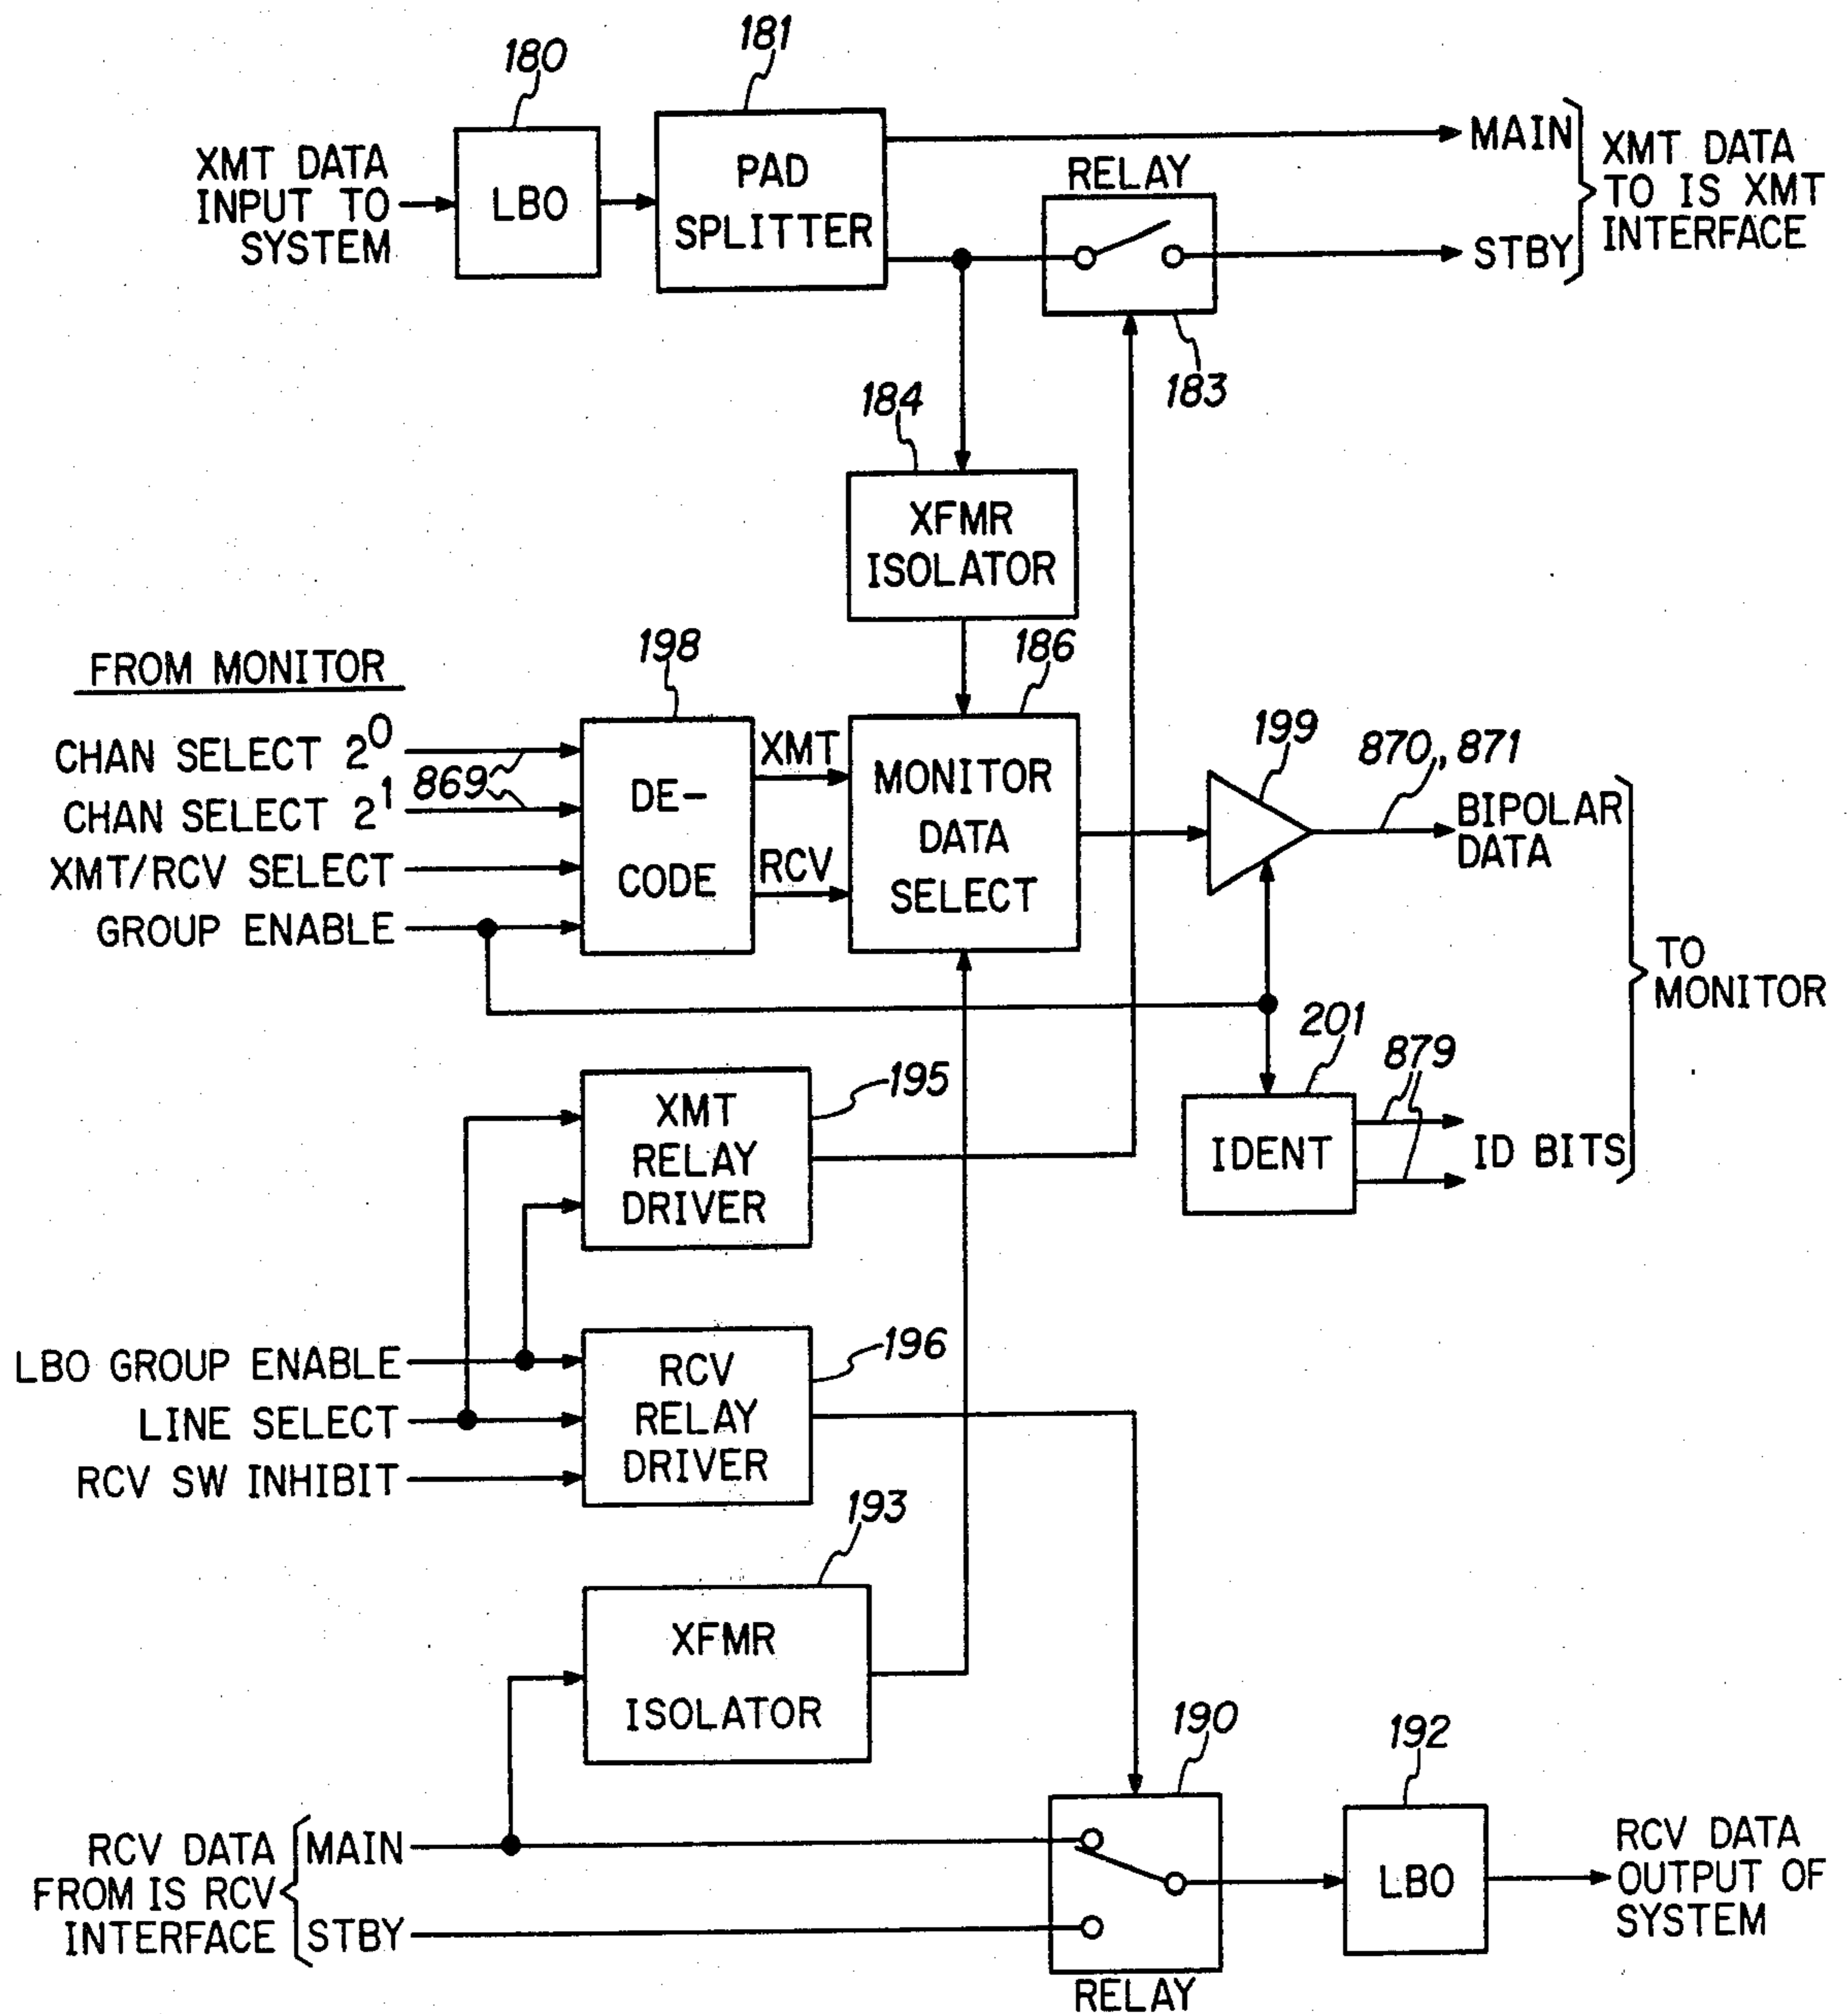 180
181
XMT DATA
INPUT TO
SYSTEM
LBO
PAD
SPLITTER
RELAY
MAIN
STBY
XMT DATA
TO IS XMT
INTERFACE
183
184
XFMR
ISOLATOR
FROM MONITOR
198
186
CHAN SELECT 2⁰
869
CHAN SELECT 2¹
XMT/RCV SELECT
GROUP ENABLE
DE-
CODE
XMT
RCV
MONITOR
DATA
SELECT
199
870, 871
BIPOLAR
DATA
TO
MONITOR
201
879
IDENT
ID BITS
195
XMT
RELAY
DRIVER
LBO GROUP ENABLE
LINE SELECT
RCV SW INHIBIT
196
RCV
RELAY
DRIVER
193
XFMR
ISOLATOR
190
192
RCV DATA
FROM IS RCV
INTERFACE
MAIN
STBY
RELAY
LBO
RCV DATA
OUTPUT OF
SYSTEM